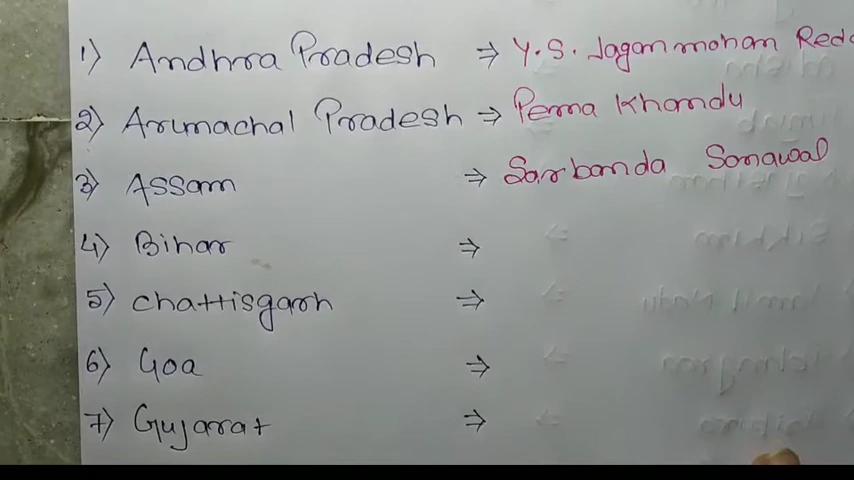 1) Andhra Pradesh ⇒ Y. S. Jaganmohan Redd
2) Arunachal Pradesh ⇒ Pema Khandu
3) Assam ⇒ Sarbanda Sonawal
4) Bihar ⇒
5) Chattisgarh ⇒
6) Goa ⇒
7) Gujarat ⇒